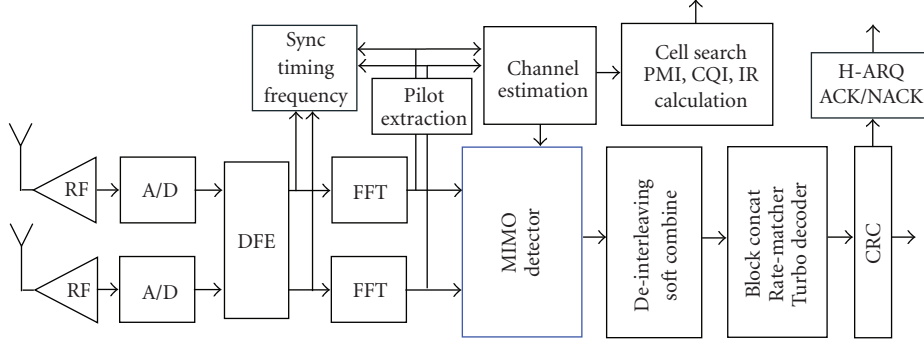 Sync
timing
frequency
Pilot
extraction
Channel
estimation
Cell search
PMI, CQI, IR
calculation
H-ARQ
ACK/NACK
RF
A/D
DFE
FFT
MIMO
detector
De-interleaving
soft combine
Block concat
Rate-matcher
Turbo decoder
CRC
RF
A/D
FFT